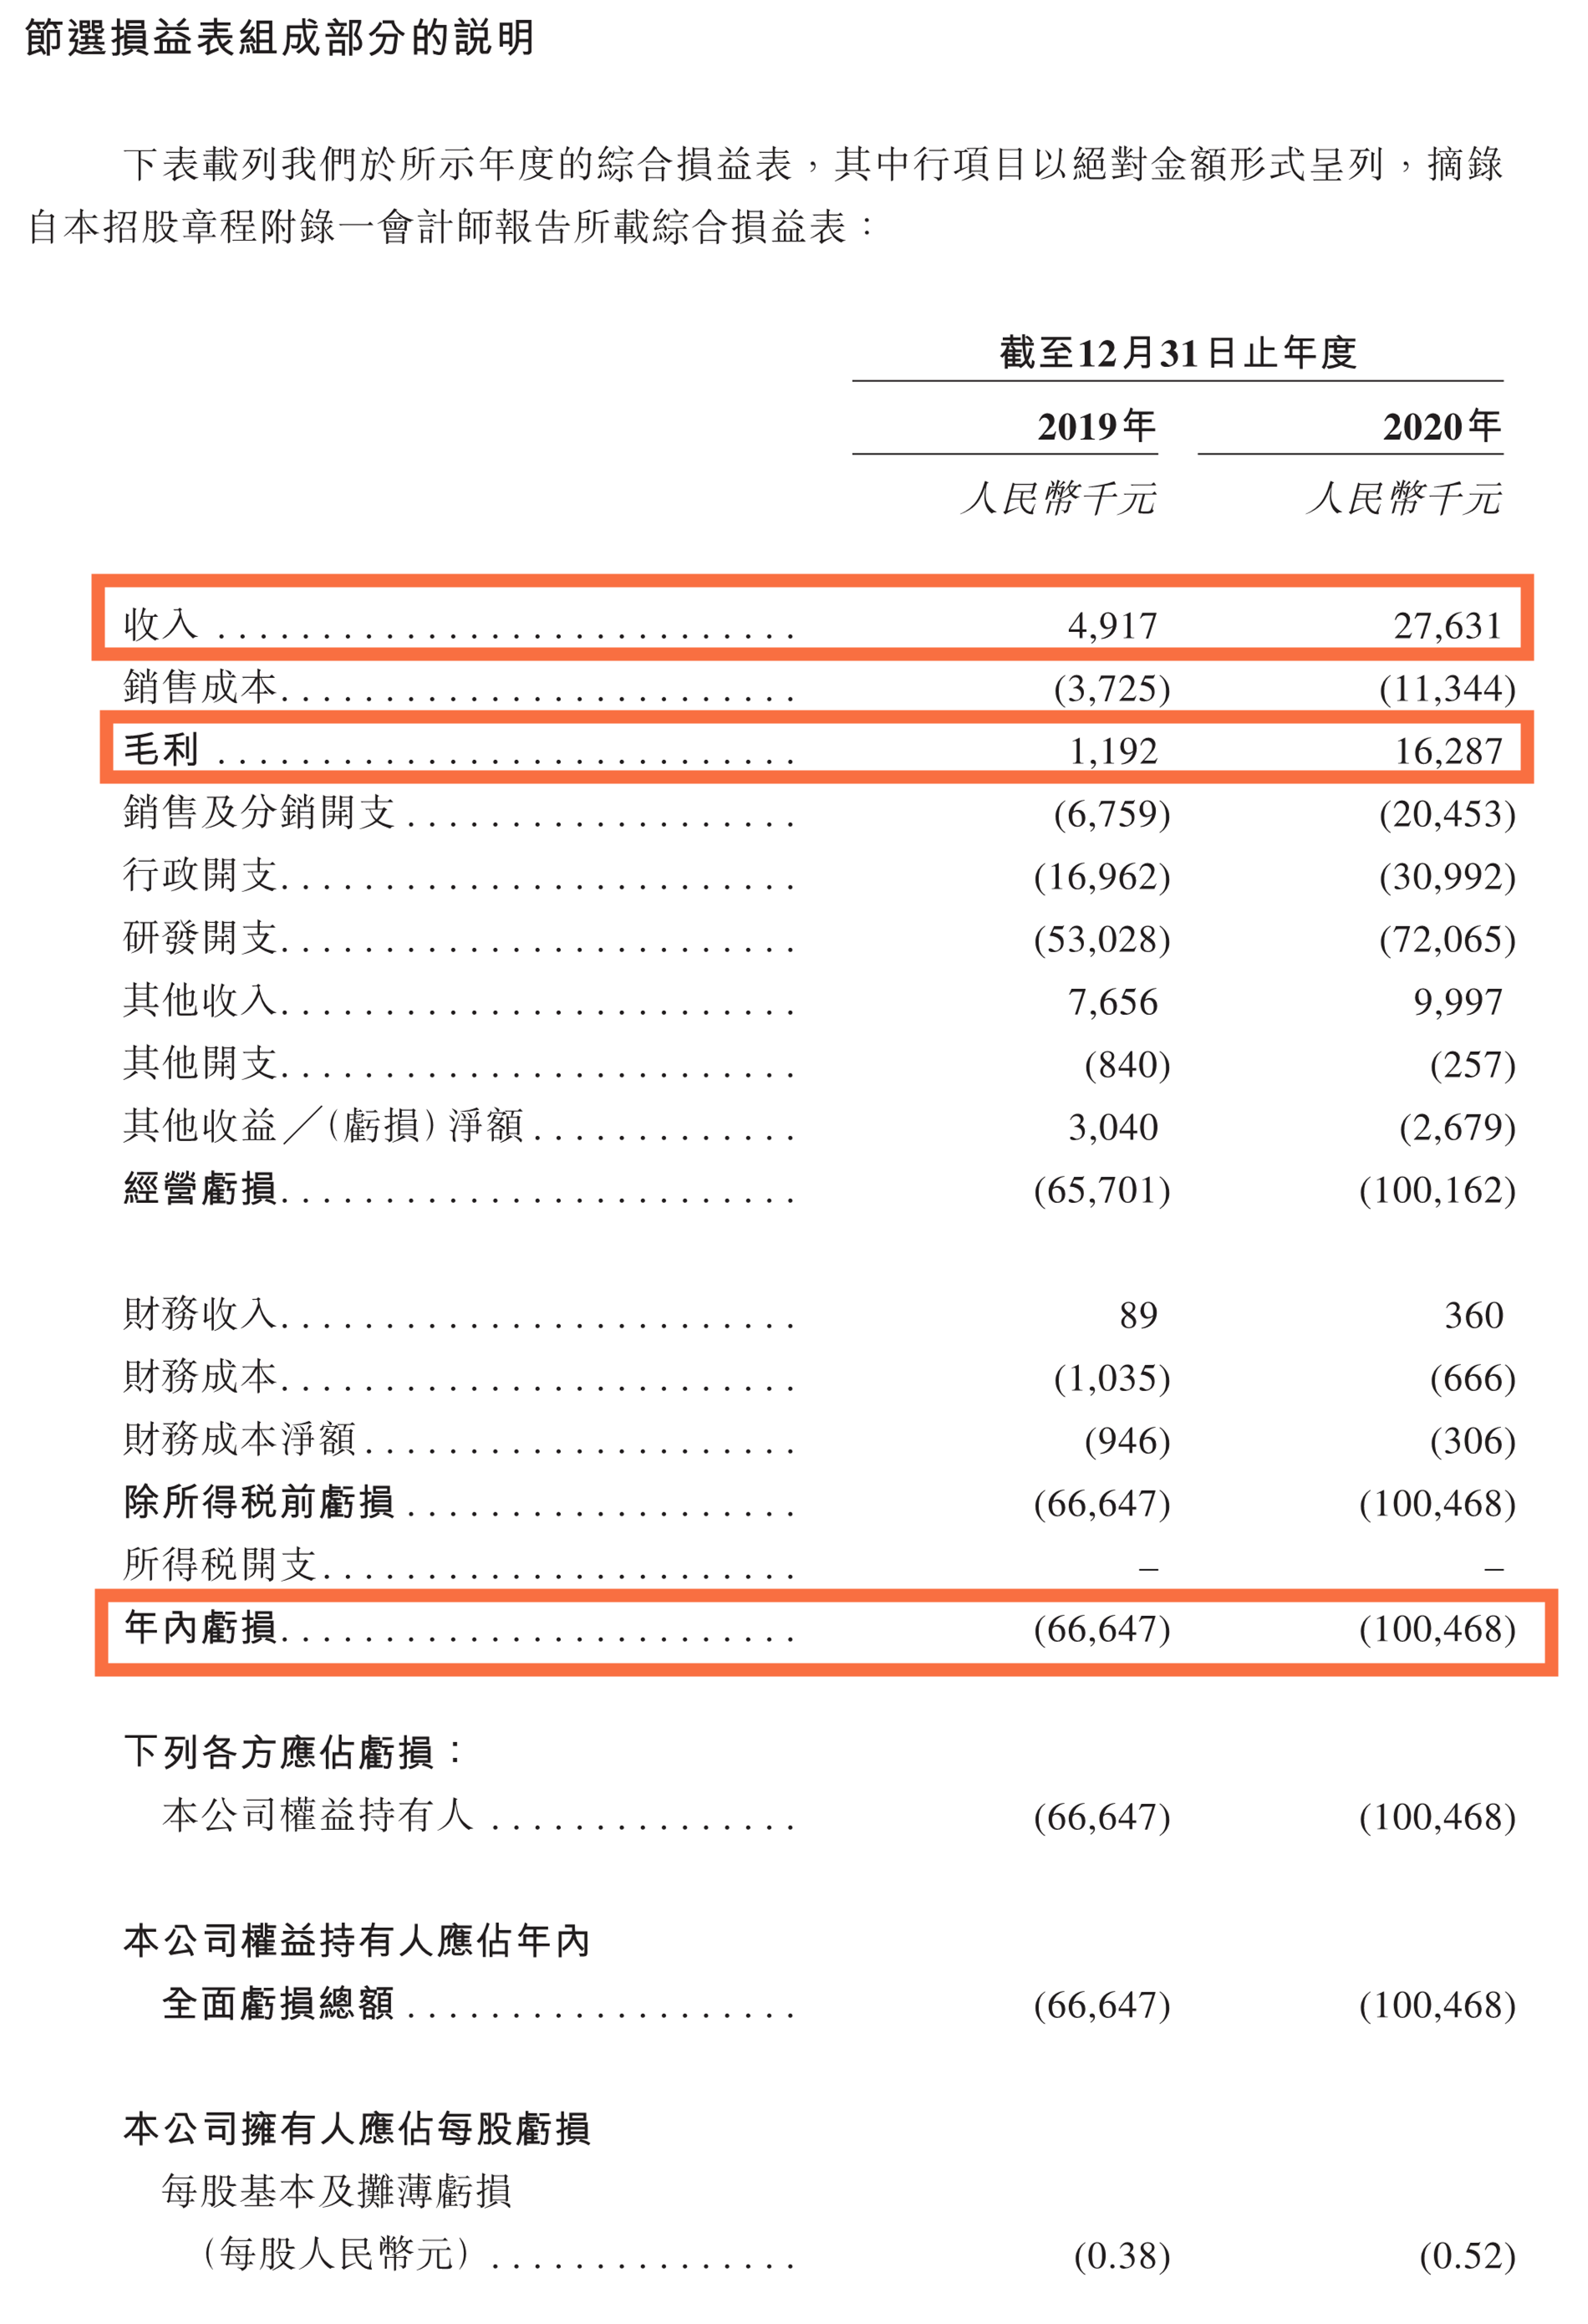 節選損益表組成部分的説明
下表載列我們於所示年度的綜合損益表，其中行項目以絕對金額形式呈列，摘錄
自本招股章程附錄一會計師報告所載綜合損益表：
截至12月31日止年度
2019年 2020年
人民幣千元 人民幣千元
收入 . . . . . . . . . . . . . . . . . . . . . . . . . . . . 4,917 27,631
銷售成本. . . . . . . . . . . . . . . . . . . . . . . . . (3,725) (11,344)
毛利 . . . . . . . . . . . . . . . . . . . . . . . . . . . . 1,192 16,287
銷售及分銷開支 . . . . . . . . . . . . . . . . . . . (6,759) (20,453)
行政開支. . . . . . . . . . . . . . . . . . . . . . . . . (16,962) (30,992)
研發開支. . . . . . . . . . . . . . . . . . . . . . . . . (53,028) (72,065)
其他收入. . . . . . . . . . . . . . . . . . . . . . . . . 7,656 9,997
其他開支. . . . . . . . . . . . . . . . . . . . . . . . . (840) (257)
其他收益／(虧損) 淨額 . . . . . . . . . . . . . 3,040 (2,679)
經營虧損. . . . . . . . . . . . . . . . . . . . . . . . . (65,701) (100,162)
財務收入. . . . . . . . . . . . . . . . . . . . . . . . . 89 360
財務成本. . . . . . . . . . . . . . . . . . . . . . . . . (1,035) (666)
財務成本淨額 . . . . . . . . . . . . . . . . . . . . . (946) (306)
除所得税前虧損 . . . . . . . . . . . . . . . . . . . (66,647) (100,468)
所得税開支. . . . . . . . . . . . . . . . . . . . . . . – –
年內虧損. . . . . . . . . . . . . . . . . . . . . . . . . (66,647) (100,468)
下列各方應佔虧損：
本公司權益持有人 . . . . . . . . . . . . . . . (66,647) (100,468)
本公司權益持有人應佔年內
全面虧損總額 . . . . . . . . . . . . . . . . . . . (66,647) (100,468)
本公司擁有人應佔每股虧損
每股基本及攤薄虧損
（每股人民幣元） . . . . . . . . . . . . . . . (0.38) (0.52)